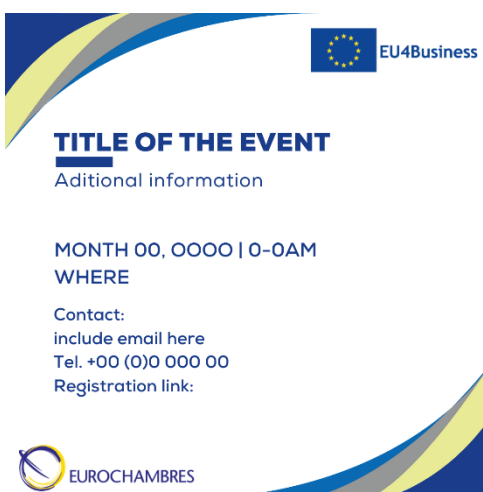 EU4Business
TITLE OF THE EVENT
Aditional information
MONTH 00, OOOO | 0-0AM
WHERE
Contact:
include email here
Tel. +00 (0)0 000 00
Registration link:
EUROCHAMBRES